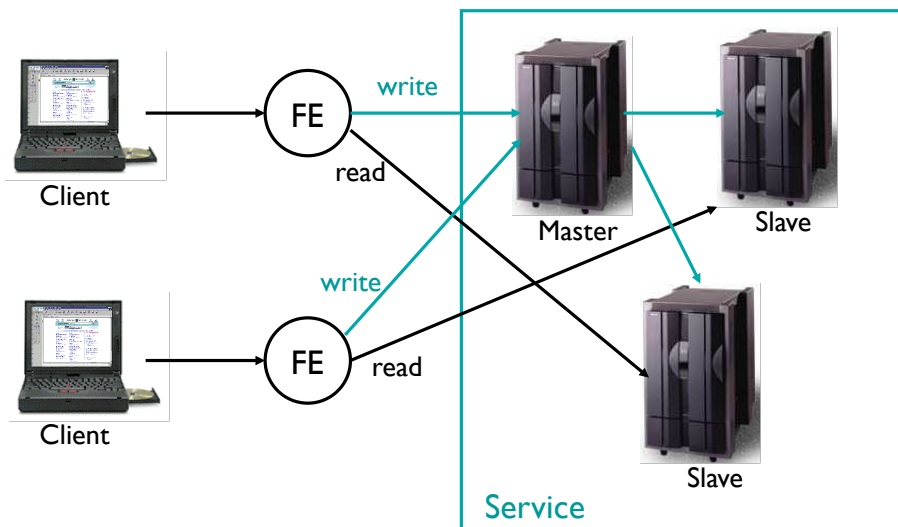 FE
write
Client
read
Master
Slave
write
FE
read
Client
Slave
Service